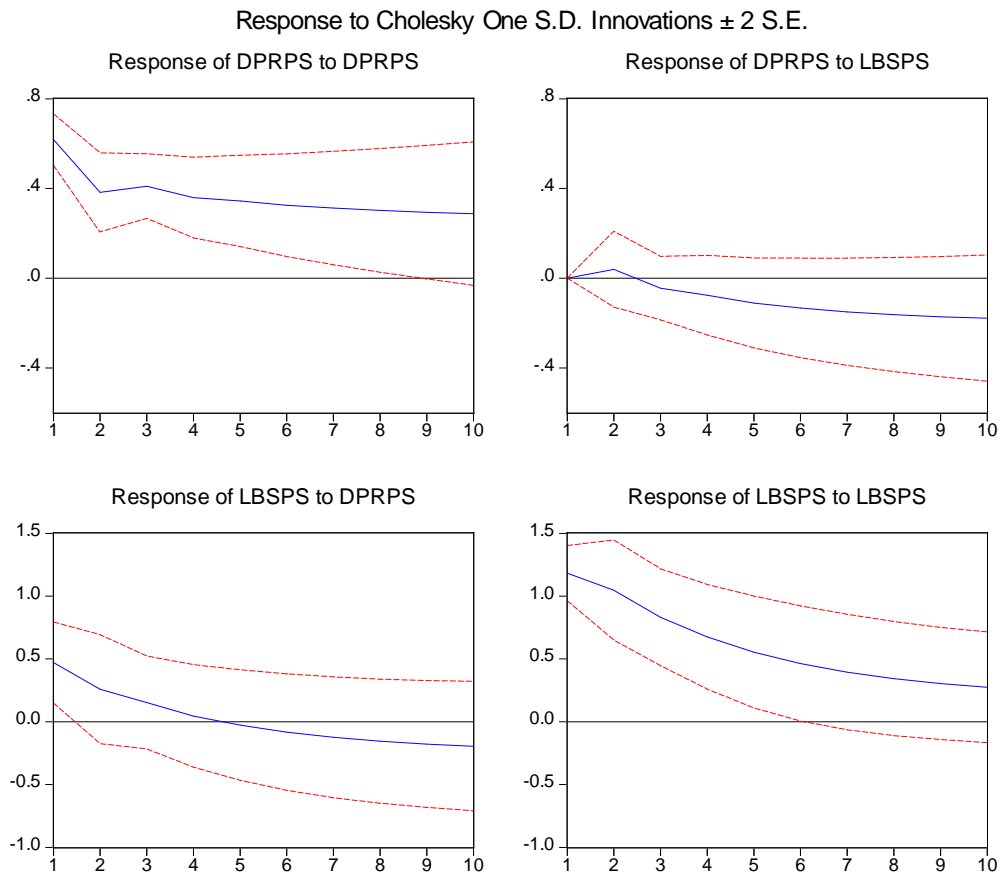 Response to Cholesky One S.D. Innovations ± 2 S.E.
Response of DPRPS to DPRPS
.8
.4
.0
-.4
1 2 3 4 5 6 7 8 9 10
Response of DPRPS to LBSPS
.8
.4
.0
-.4
1 2 3 4 5 6 7 8 9 10
Response of LBSPS to DPRPS
1.5
1.0
0.5
0.0
-0.5
-1.0
1 2 3 4 5 6 7 8 9 10
Response of LBSPS to LBSPS
1.5
1.0
0.5
0.0
-0.5
-1.0
1 2 3 4 5 6 7 8 9 10